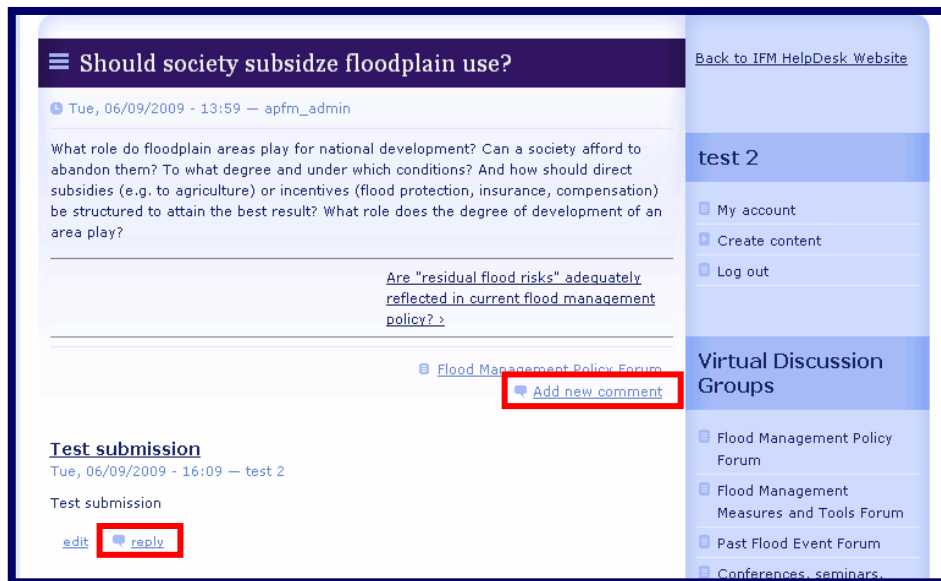 Should society subsidze floodplain use?
Tue, 06/09/2009 - 13:59 — apfm_admin
What role do floodplain areas play for national development? Can a society afford to
abandon them? To what degree and under which conditions? And how should direct
subsidies (e.g. to agriculture) or incentives (flood protection, insurance, compensation)
be structured to attain the best result? What role does the degree of development of an
area play?
Are "residual flood risks" adequately
reflected in current flood management
policy? ›
Flood Management Policy Forum
Add new comment
Test submission
Tue, 06/09/2009 - 16:09 — test 2
Test submission
edit
reply
Back to IFM HelpDesk Website
test 2
My account
Create content
Log out
Virtual Discussion
Groups
Flood Management Policy
Forum
Flood Management
Measures and Tools Forum
Past Flood Event Forum
Conferences, seminars,